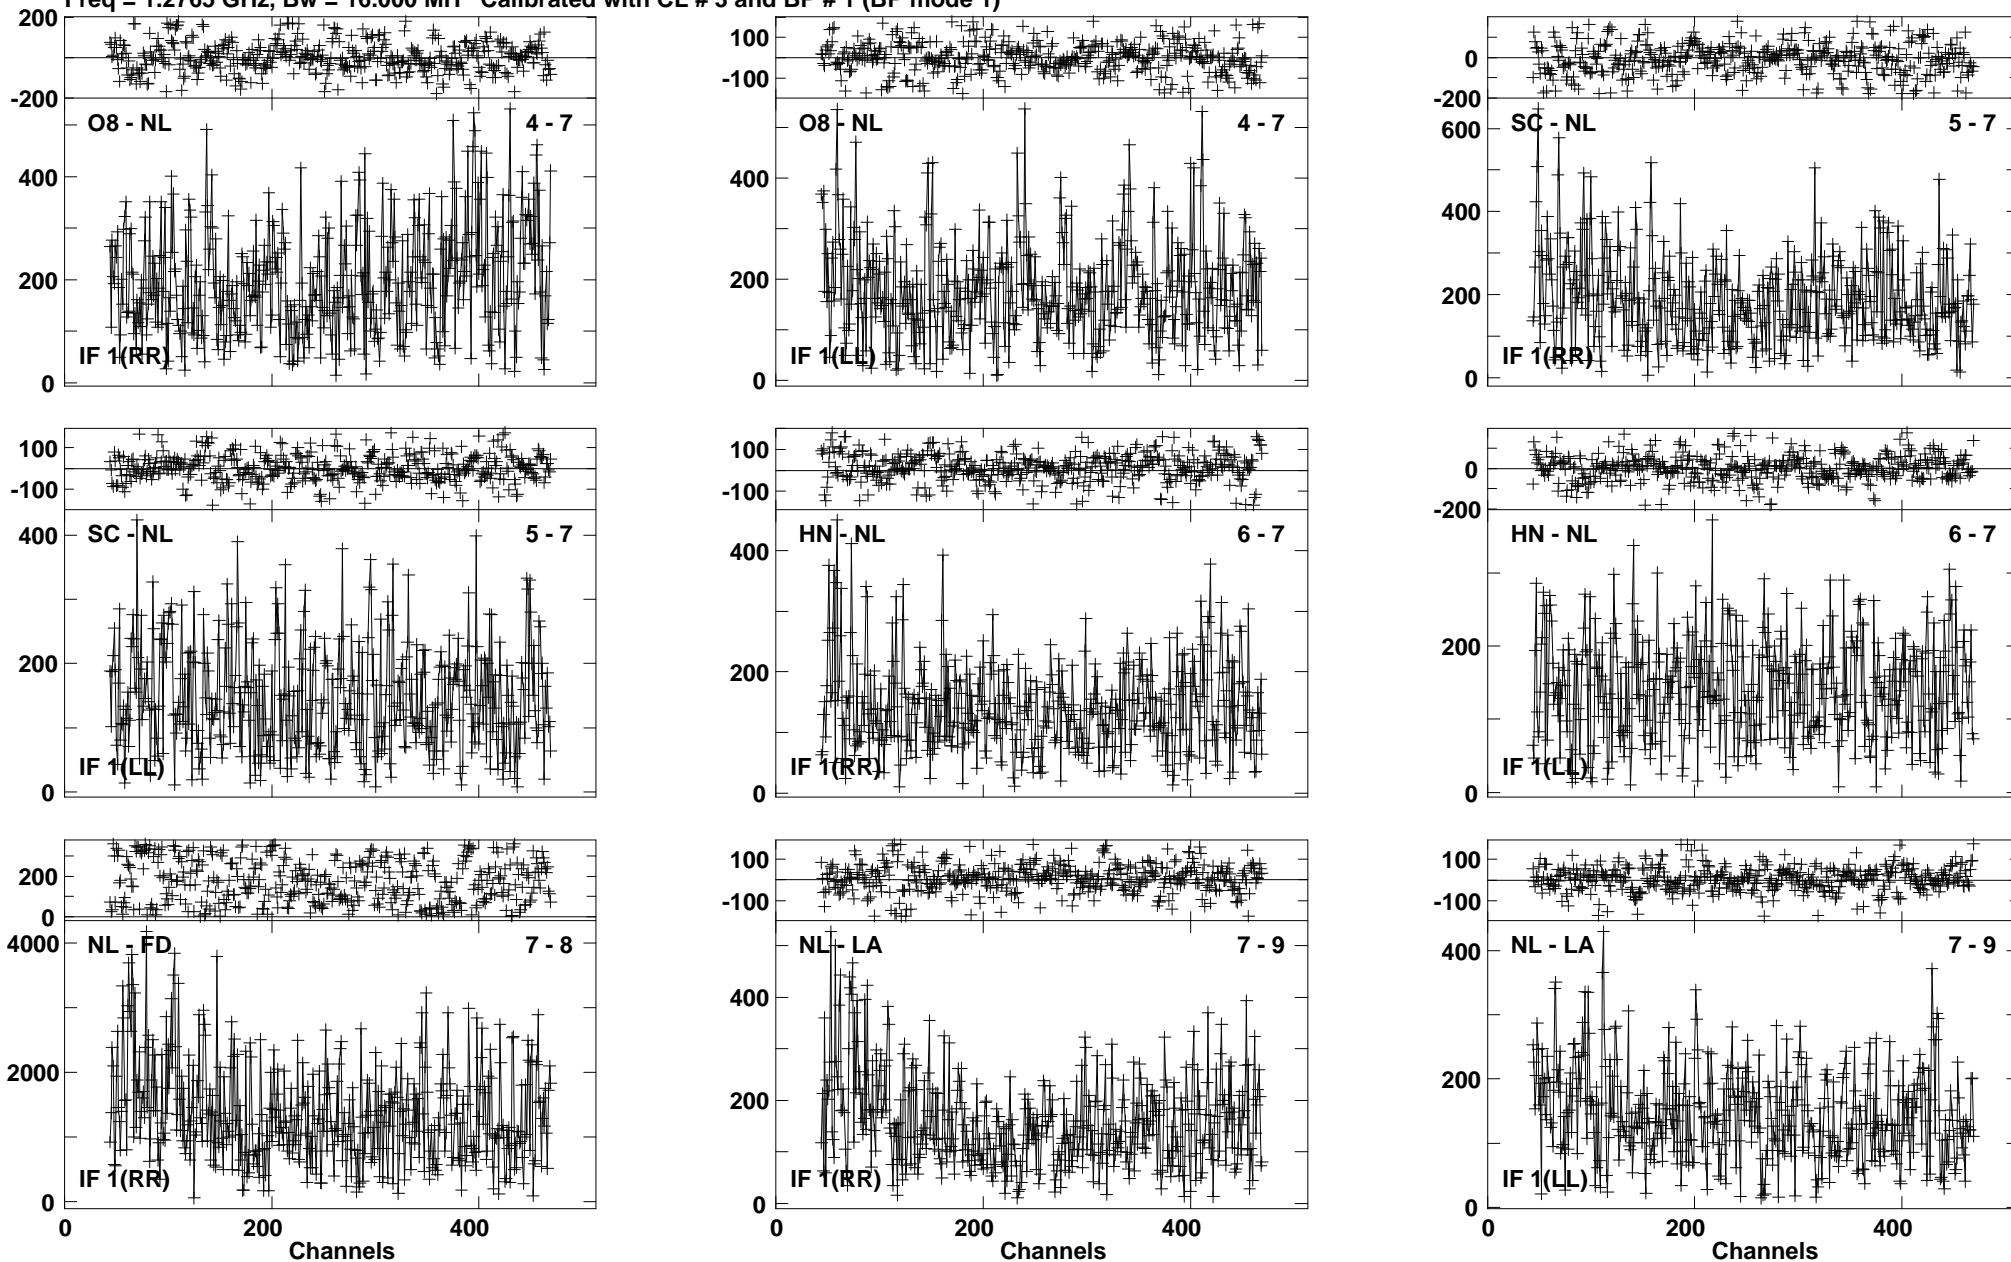 Freq = 1.2765 GHz, Bw = 16.000 MH Calibrated with CL # 3 and BP # 1 (BP mode 1)
200
-200
O8 - NL 4 - 7
400
200
IF 1(RR)
0
100
-100
O8 - NL 4 - 7
400
200
IF 1(LL)
0
0
-200
SC - NL 5 - 7
600
400
200
IF 1(RR)
0
100
-100
SC - NL 5 - 7
400
200
IF 1(LL)
0
100
-100
HN - NL 6 - 7
400
200
IF 1(RR)
0
0
-200
HN - NL 6 - 7
200
IF 1(LL)
0
200
0
NL - FD 7 - 8
4000
2000
IF 1(RR)
0
0 200 400
Channels
100
-100
NL - LA 7 - 9
400
200
IF 1(RR)
0
0 200 400
Channels
100
-100
NL - LA 7 - 9
400
200
IF 1(LL)
0
0 200 400
Channels